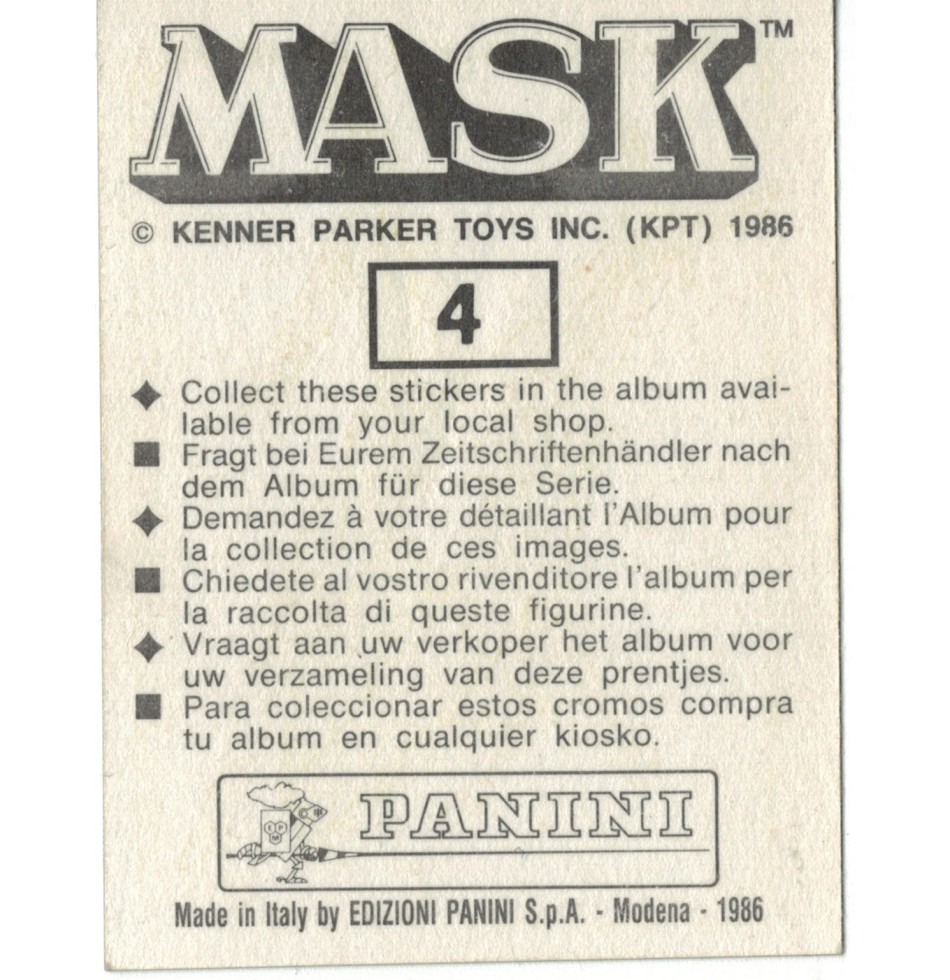 MASK™
© KENNER PARKER TOYS INC. (KPT) 1986
4
Collect these stickers in the album avai-
lable from your local shop.
Fragt bei Eurem Zeitschriftenhändler nach
dem Album für diese Serie.
Demandez à votre détaillant l'Album pour
la collection de ces images.
Chiedete al vostro rivenditore l'album per
la raccolta di queste figurine.
Vraagt aan uw verkoper het album voor
uw verzameling van deze prentjes.
Para coleccionar estos cromos compra
tu album en cualquier kiosko.
PANINI
Made in Italy by EDIZIONI PANINI S.p.A. - Modena - 1986